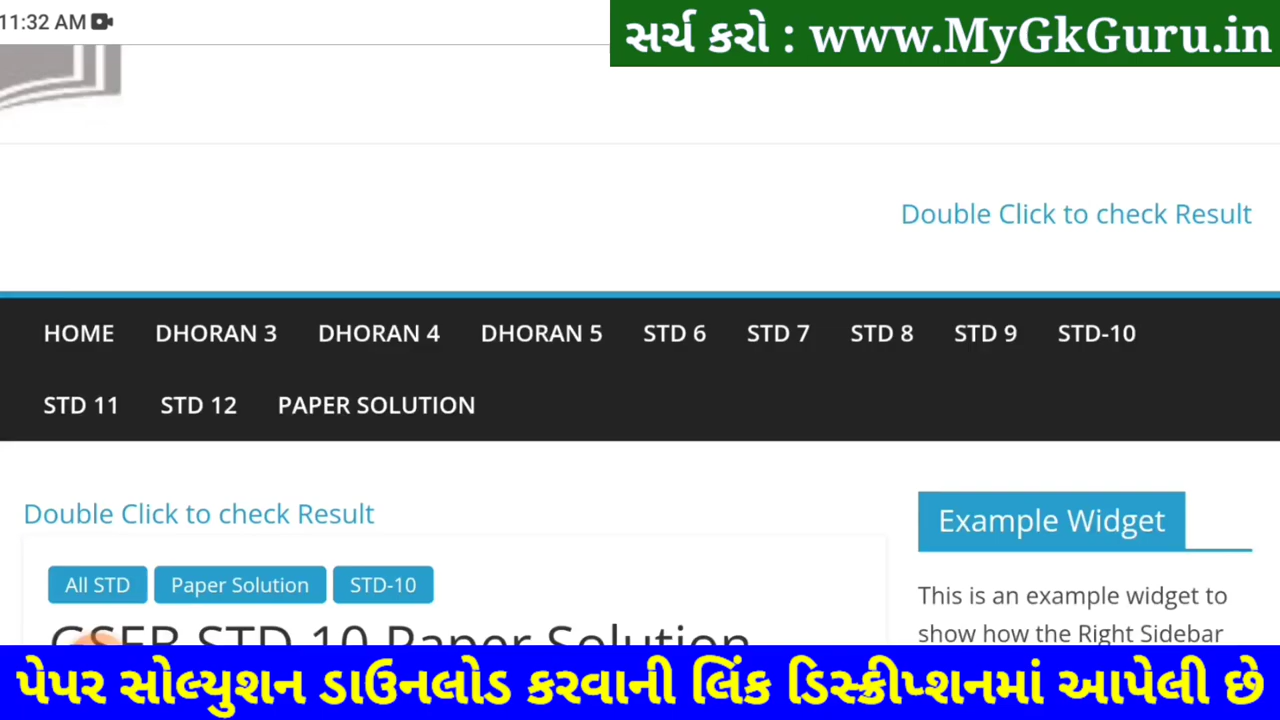 11:32 AM
સર્ચ કરો : www.MyGkGuru.in
Double Click to check Result
HOME DHORAN 3 DHORAN 4 DHORAN 5 STD 6 STD 7 STD 8 STD 9 STD-10
STD 11 STD 12 PAPER SOLUTION
Double Click to check Result
All STD Paper Solution STD-10
GSEB STD 10 Paper Solution
Example Widget
This is an example widget to
show how the Right Sidebar
પેપર સોલ્યુશન ડાઉનલોડ કરવાની લિંક ડિસ્ક્રીપ્શનમાં આપેલી છે